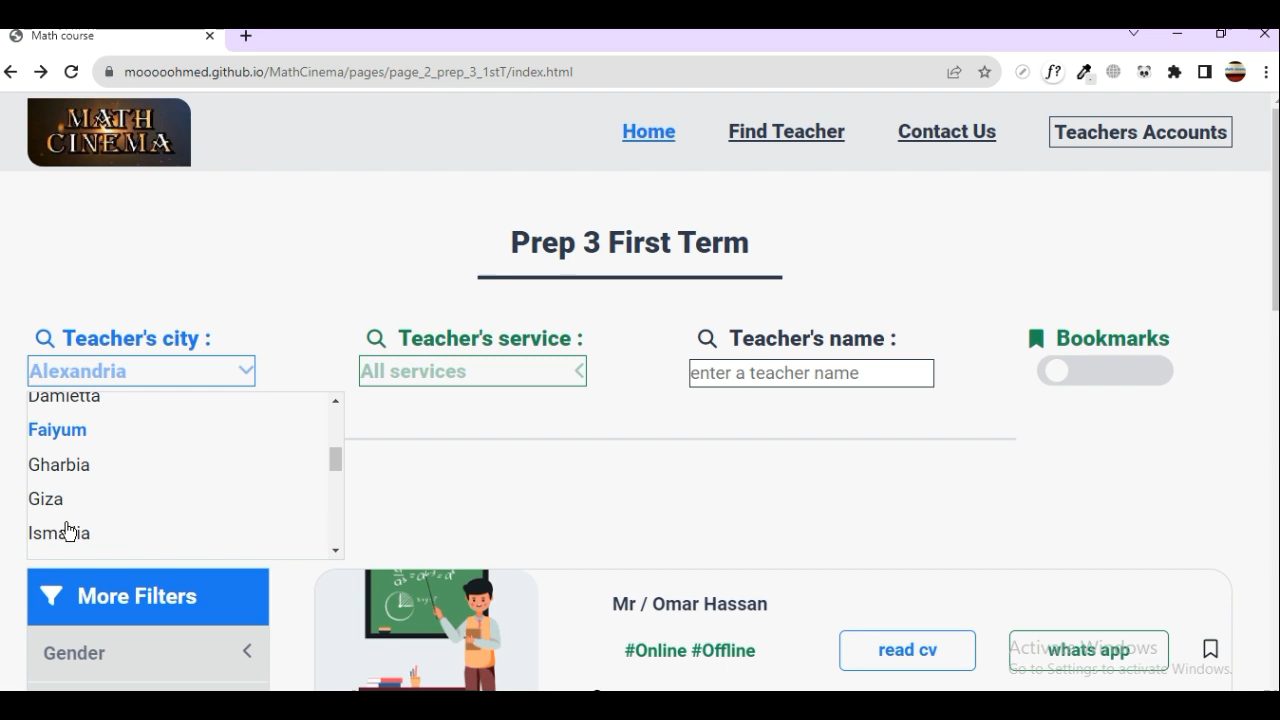 Math course
mooooohmed.github.io/MathCinema/pages/page_2_prep_3_1stT/index.html
f?
MATH
CINEMA
Home
Find Teacher
Contact Us
Teachers Accounts
Prep 3 First Term
Teacher's city :
Teacher's service :
Teacher's name :
Bookmarks
Alexandria
All services
enter a teacher name
Damietta
Faiyum
Gharbia
Giza
More Filters
Gender
Mr / Omar Hassan
#Online #Offline
read cv
whats app
Activate Windows
Go to Settings to activate Windows.